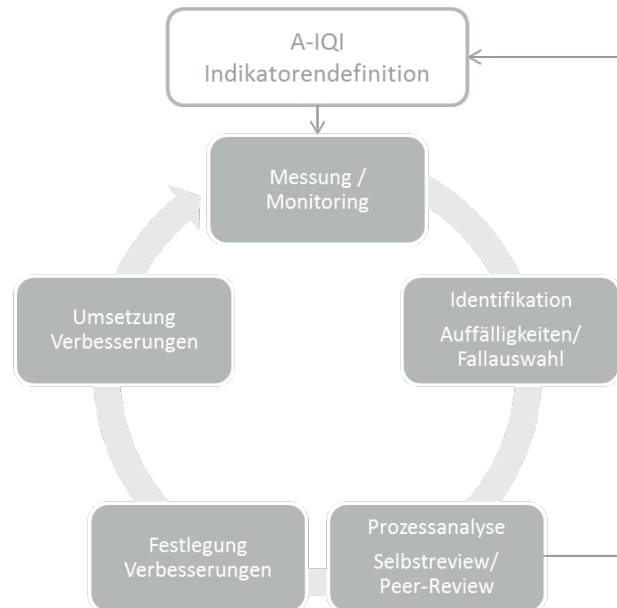 A-IQI
Indikatorendefinition
Messung /
Monitoring
Identifikation
Auffälligkeiten/
Fallauswahl
Prozessanalyse
Selbstreview/
Peer-Review
Festlegung
Verbesserungen
Umsetzung
Verbesserungen